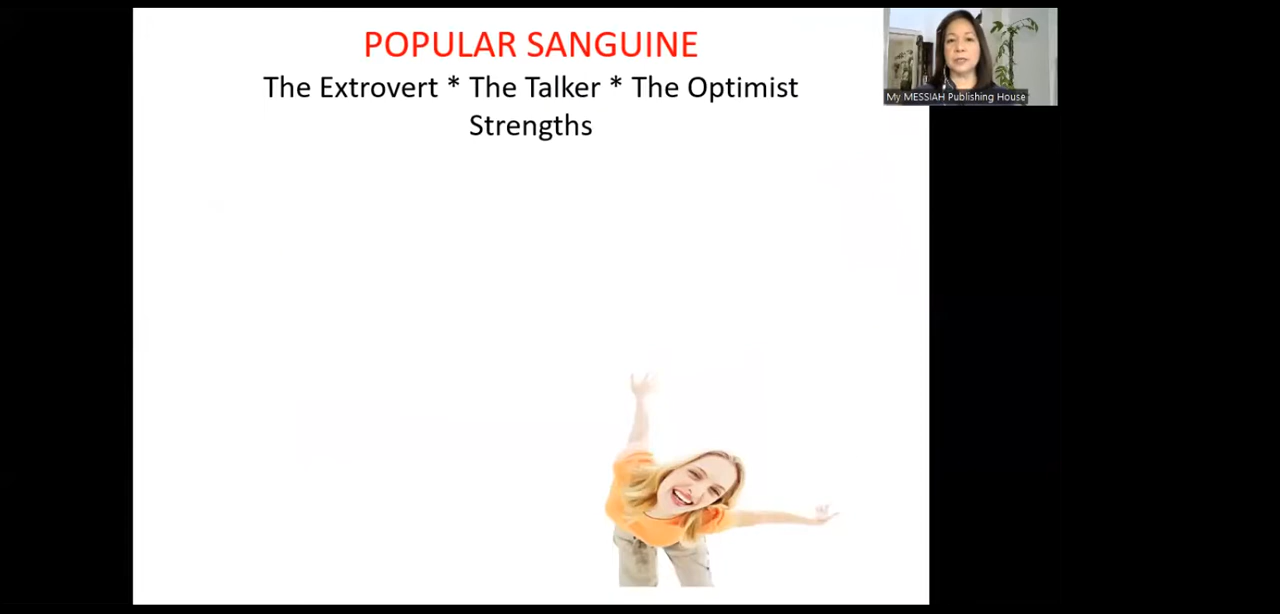 POPULAR SANGUINE
The Extrovert * The Talker * The Optimist
Strengths
My MESSIAH Publishing House